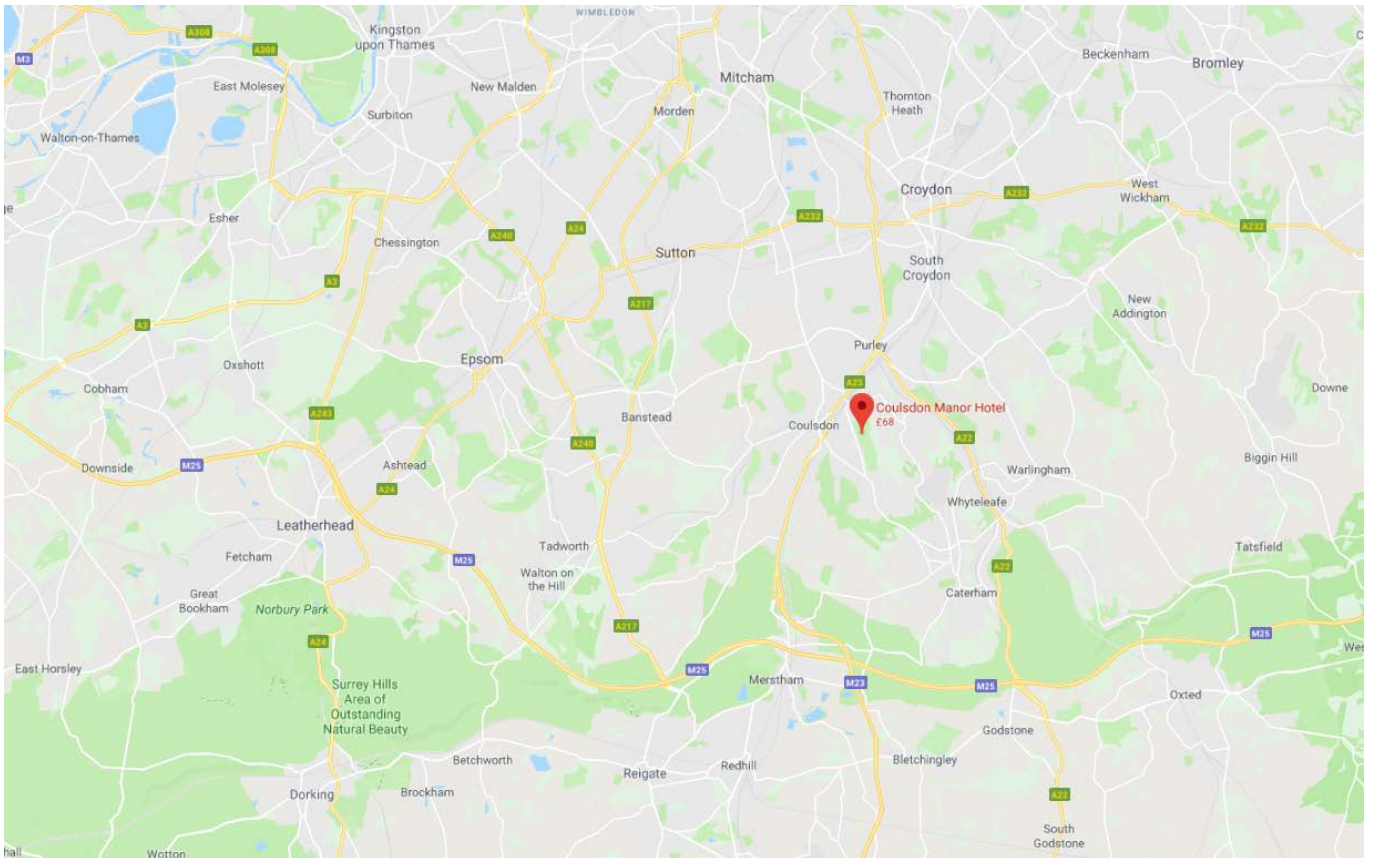 WIMBLEDON
A308
Kingston
upon Thames
C
M3
A308
Beckenham
Bromley
East Molesey
New Malden
Mitcham
Thornton
Heath
Surbiton
Morden
Walton-on-Thames
Croydon
A232
West
Wickham
ge
Esher
A232
A24
A240
A232
Chessington
Sutton
South
Croydon
A3
A217
New
Addington
A3
Purley
Oxshott
Epsom
A23
Cobham
Downe
Coulsdon Manor Hotel
£68
A243
Banstead
Coulsdon
A22
A240
Downside
M25
Ashtead
Biggin Hill
Warlingham
A24
Whyteleafe
Leatherhead
Fetcham
M25
Tadworth
Tatsfield
Walton on
the Hill
A22
Great
Bookham
Norbury Park
Caterham
A217
M25
A24
Wes
East Horsley
M25
Merstham
M23
M25
Oxted
Surrey Hills
Area of
Outstanding
Natural Beauty
Godstone
Betchworth
Redhill
Bletchingley
Reigate
Dorking
Brockham
A22
South
Godstone
hall
Wotton